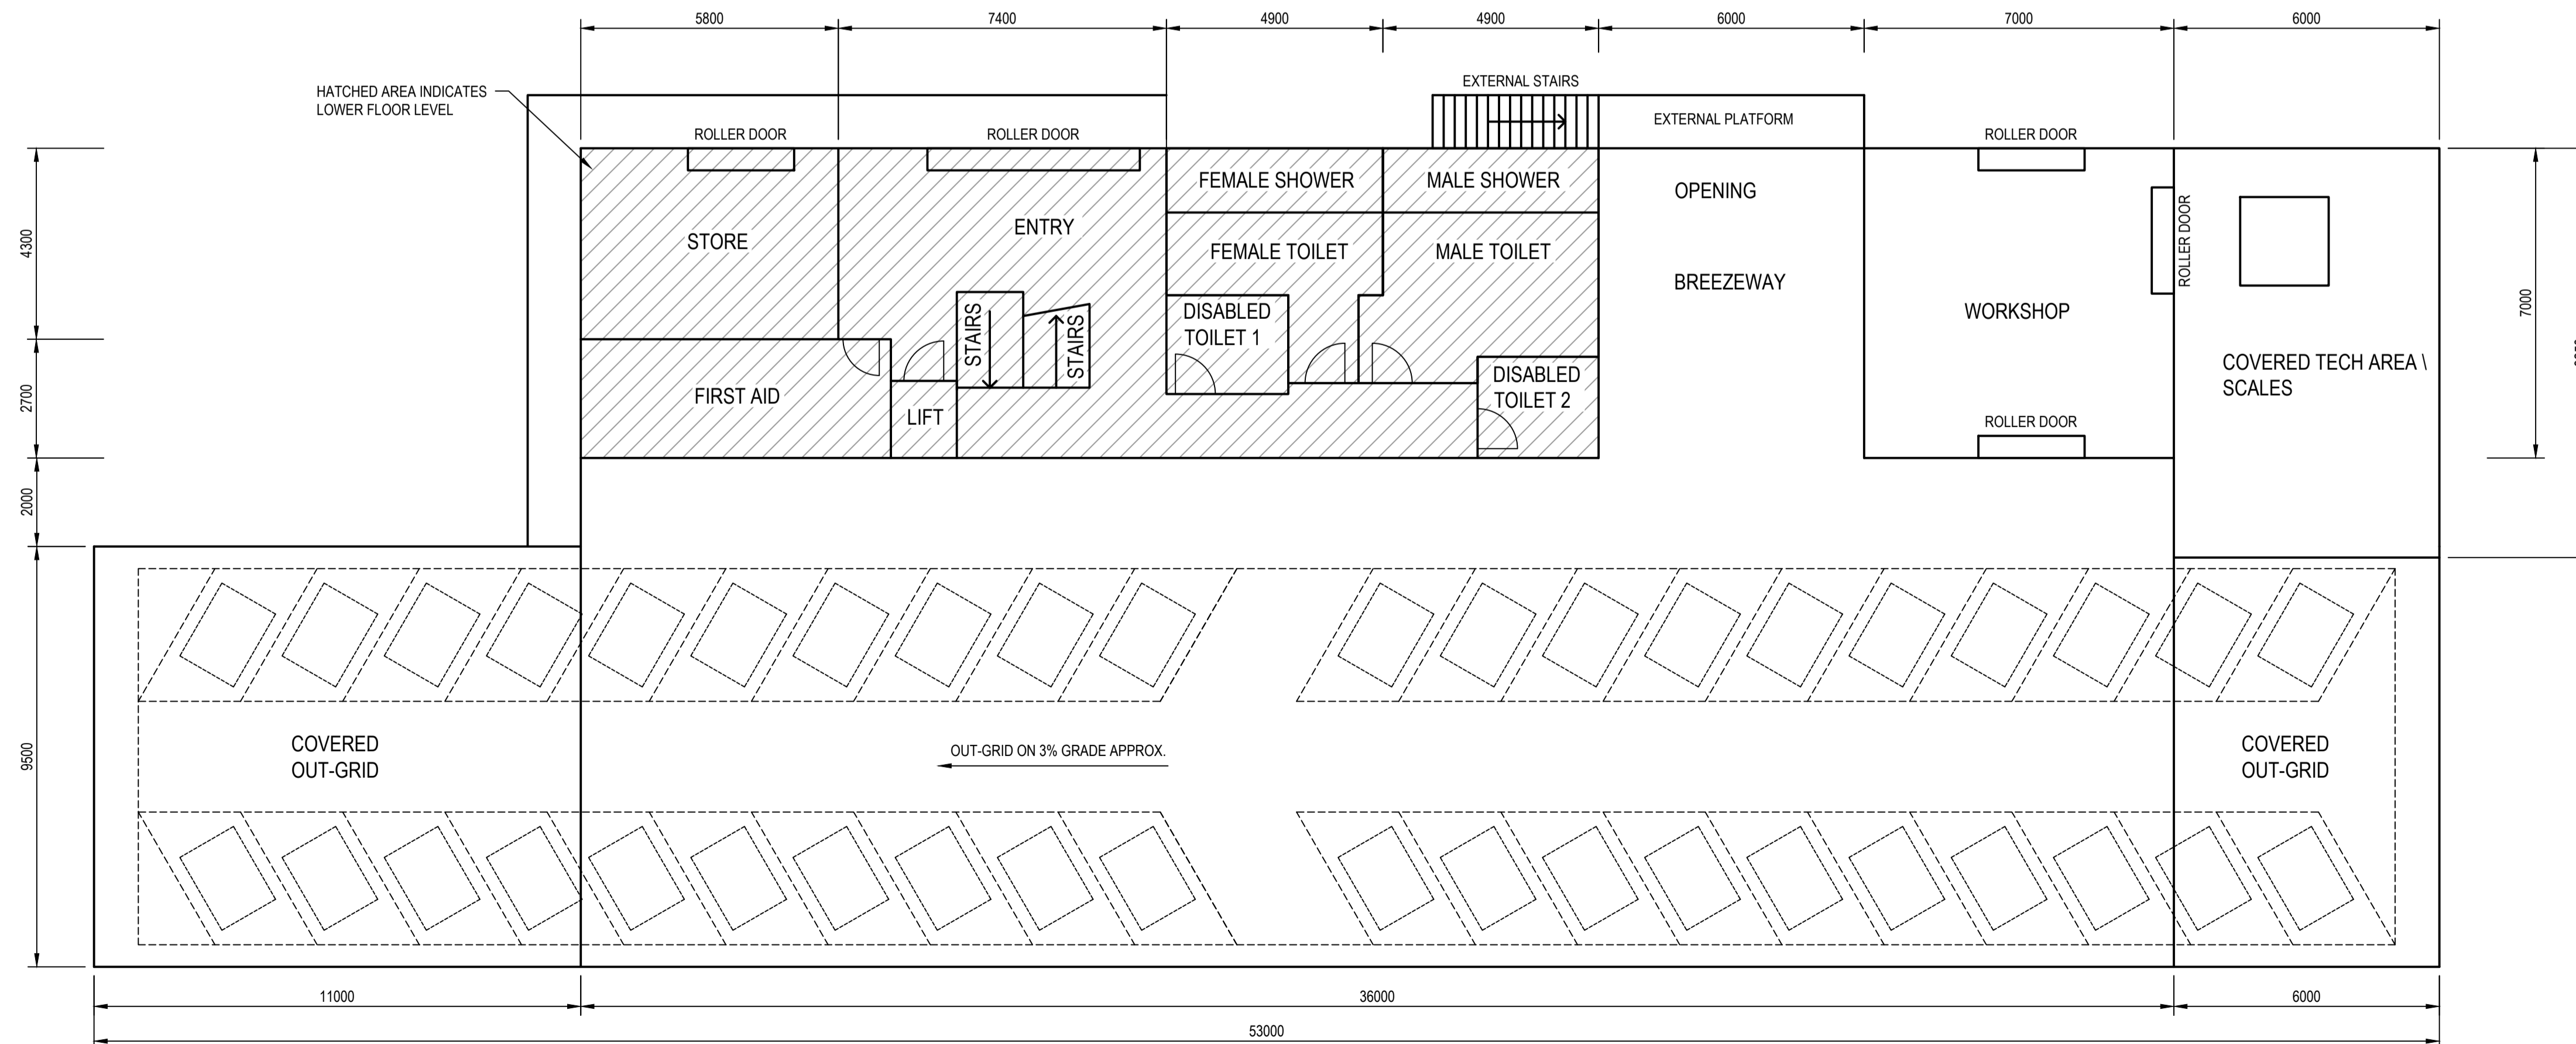 5800
7400
4900
4900
6000
7000
6000
HATCHED AREA INDICATES
LOWER FLOOR LEVEL
EXTERNAL STAIRS
EXTERNAL PLATFORM
ROLLER DOOR
ROLLER DOOR
ROLLER DOOR
FEMALE SHOWER
MALE SHOWER
OPENING
STORE
ENTRY
FEMALE TOILET
MALE TOILET
BREEZEWAY
ROLLER DOOR
4300
7000
STAIRS
STAIRS
DISABLED
TOILET 1
WORKSHOP
COVERED TECH AREA \
SCALES
FIRST AID
LIFT
DISABLED
TOILET 2
ROLLER DOOR
2700
2000
9500
COVERED
OUT-GRID
OUT-GRID ON 3% GRADE APPROX.
COVERED
OUT-GRID
11000
36000
6000
53000